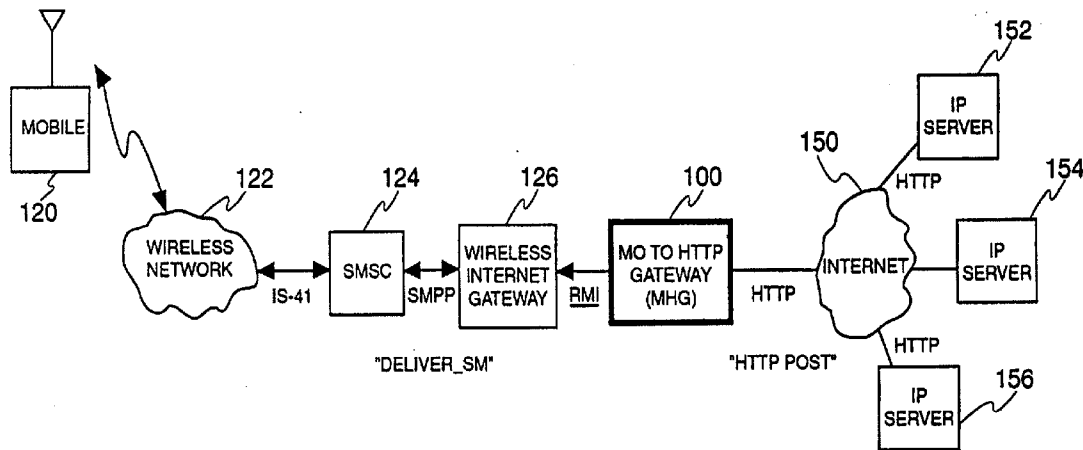 MOBILE
120
122
WIRELESS
NETWORK
IS-41
124
SMSC
SMPP
"DELIVER_SM"
126
WIRELESS
INTERNET
GATEWAY
RMI
100
MO TO HTTP
GATEWAY
(MHG)
HTTP
"HTTP POST"
150
INTERNET
HTTP
152
IP
SERVER
154
IP
SERVER
HTTP
156
IP
SERVER